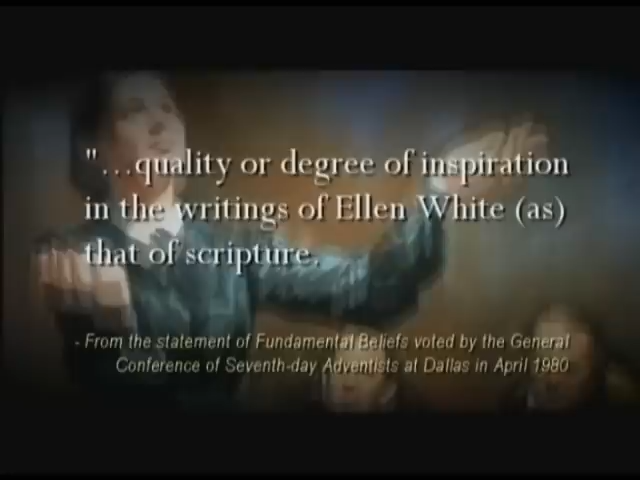 "...quality or degree of inspiration
in the writings of Ellen White (as)
that of scripture.
- From the statement of Fundamental Beliefs voted by the General
Conference of Seventh-day Adventists at Dallas in April 1980